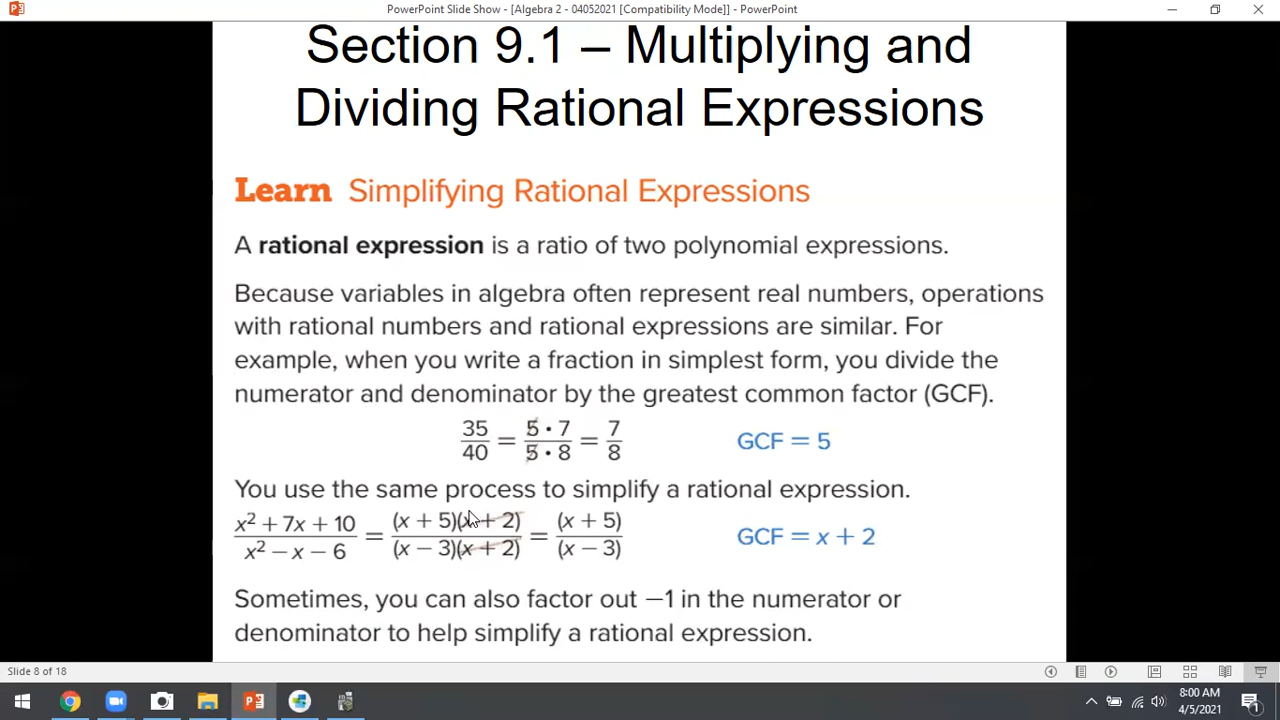 PowerPoint Slide Show - [Algebra 2 - 04052021 [Compatibility Mode]] - PowerPoint
Section 9.1 – Multiplying and
Dividing Rational Expressions
Learn Simplifying Rational Expressions
A rational expression is a ratio of two polynomial expressions.
Because variables in algebra often represent real numbers, operations
with rational numbers and rational expressions are similar. For
example, when you write a fraction in simplest form, you divide the
numerator and denominator by the greatest common factor (GCF).
35/40 = 5 • 7/5 • 8 = 7/8 GCF = 5
You use the same process to simplify a rational expression.
x² + 7x + 10/x² − x − 6 = (x + 5)(x + 2)/(x − 3)(x + 2) = (x + 5)/(x − 3) GCF = x + 2
Sometimes, you can also factor out −1 in the numerator or
denominator to help simplify a rational expression.
Slide 8 of 18
8:00 AM
4/5/2021
1